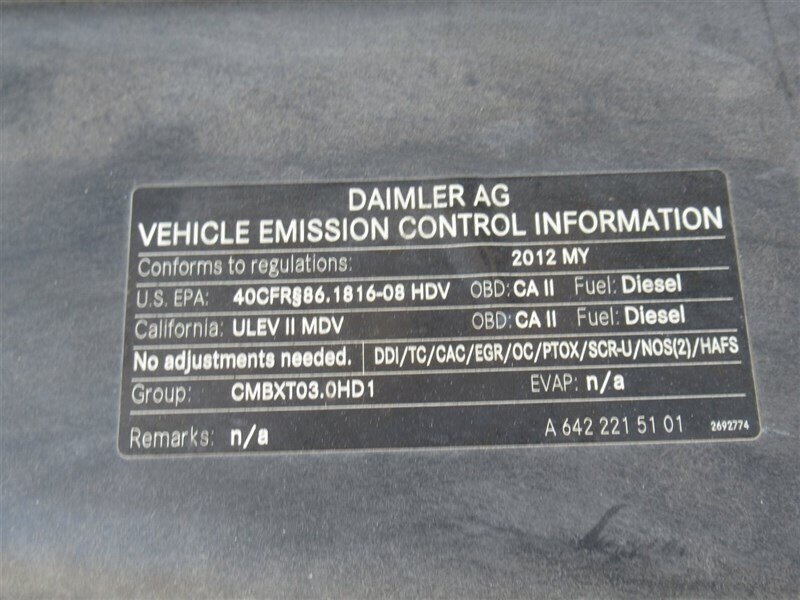 DAIMLER AG
VEHICLE EMISSION CONTROL INFORMATION
Conforms to regulations: 2012 MY
U.S. EPA: 40CFR§86.1816-08 HDV OBD: CA II Fuel: Diesel
California: ULEV II MDV OBD: CA II Fuel: Diesel
No adjustments needed. DDI/TC/CAC/EGR/OC/PTOX/SCR-U/NOS(2)/HAFS
Group: CMBXT03.0HD1 EVAP: n/a
Remarks: n/a A 642 221 51 01 2692774